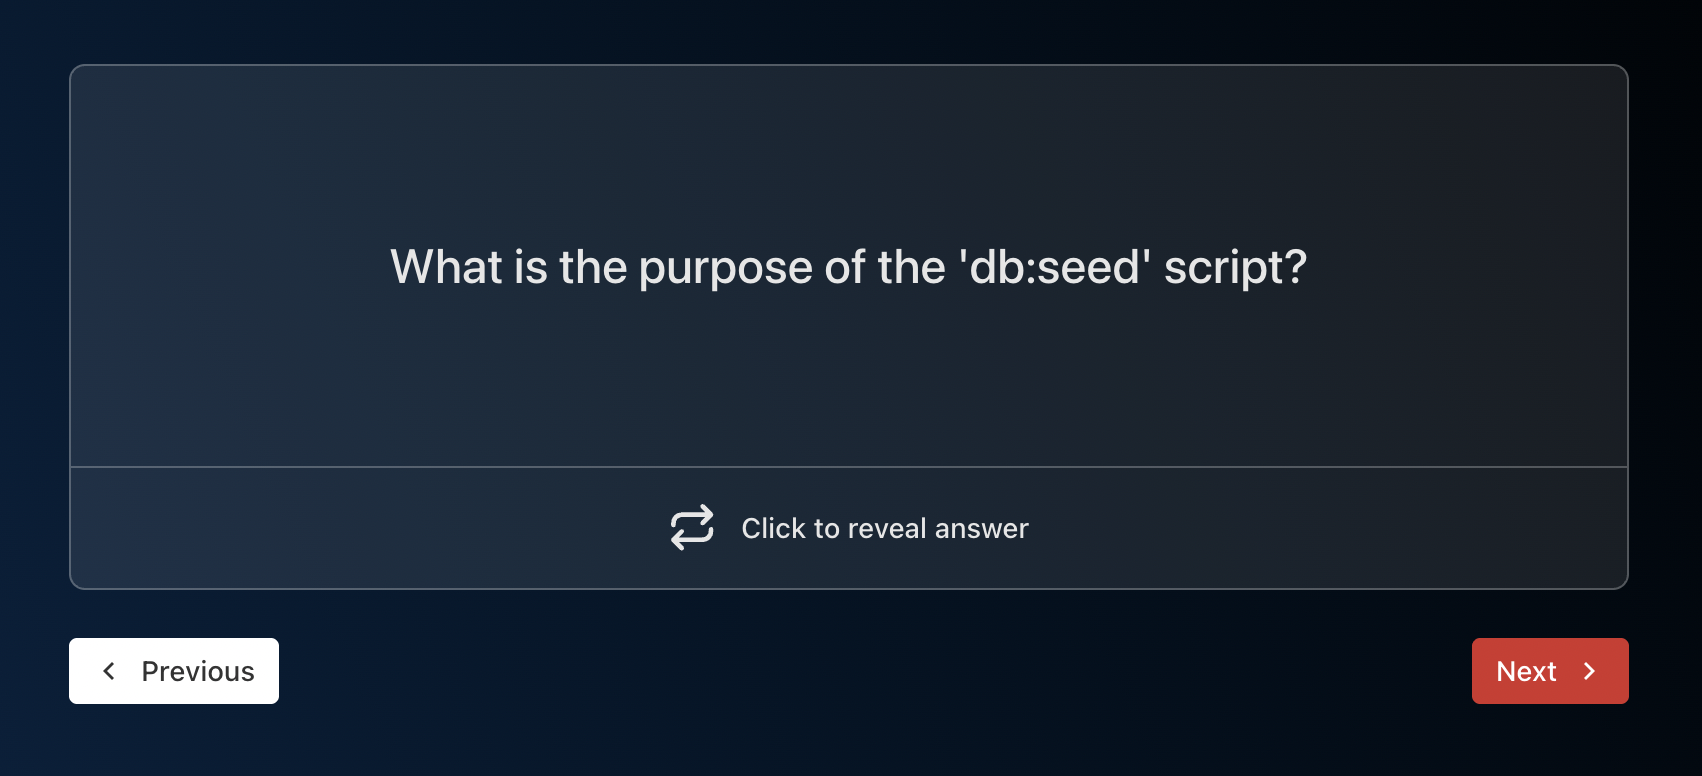 What is the purpose of the 'db:seed' script?
Click to reveal answer
Previous
Next